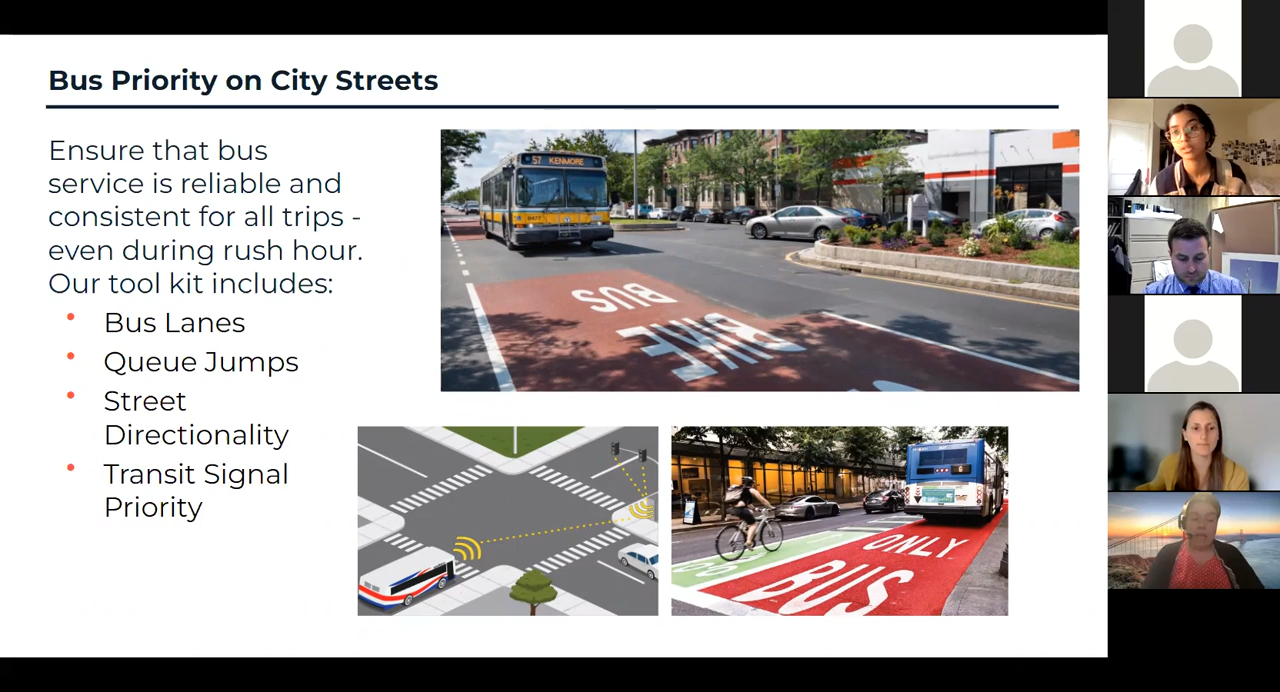 Bus Priority on City Streets
Ensure that bus
service is reliable and
consistent for all trips -
even during rush hour.
Our tool kit includes:
• Bus Lanes
• Queue Jumps
• Street
Directionality
• Transit Signal
Priority
57 KENMORE
BUS
BIKE
ONLY
BUS